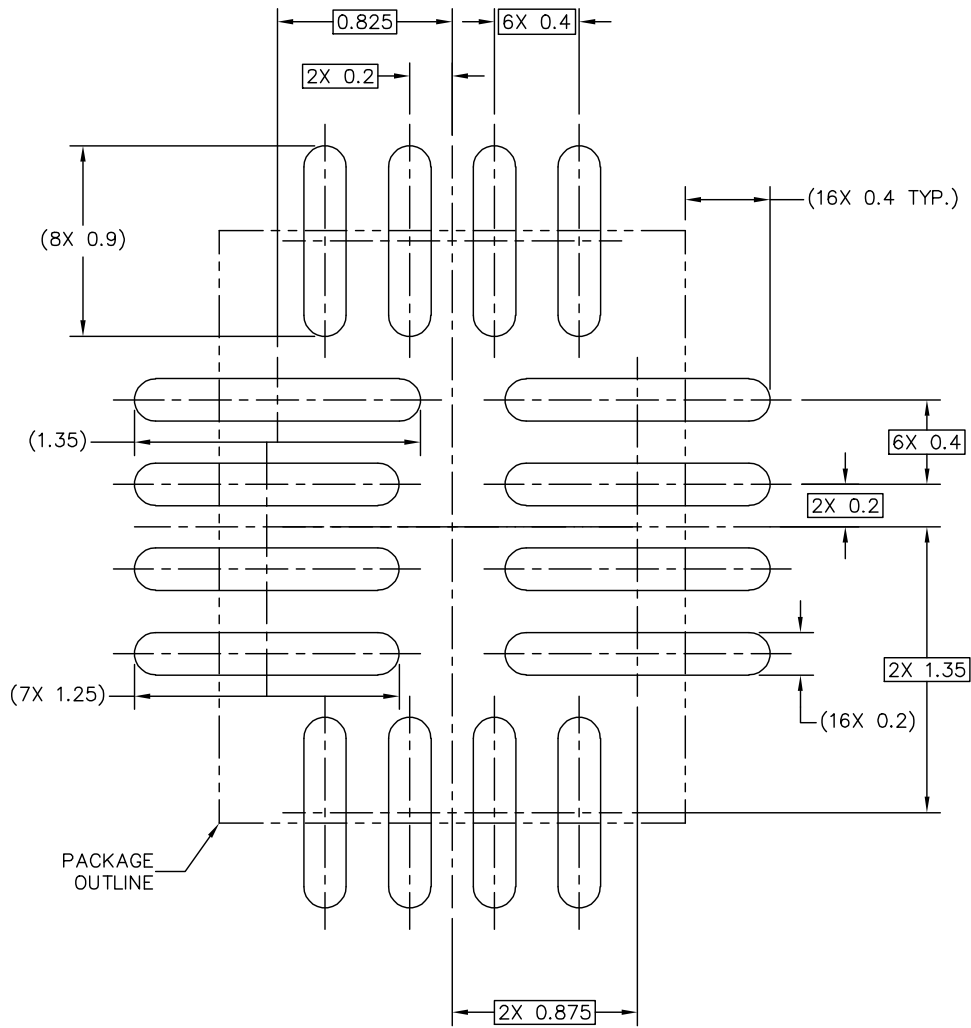 0.825
6X 0.4
2X 0.2
(16X 0.4 TYP.)
(8X 0.9)
(1.35)
6X 0.4
2X 0.2
(7X 1.25)
2X 1.35
(16X 0.2)
PACKAGE
OUTLINE
2X 0.875